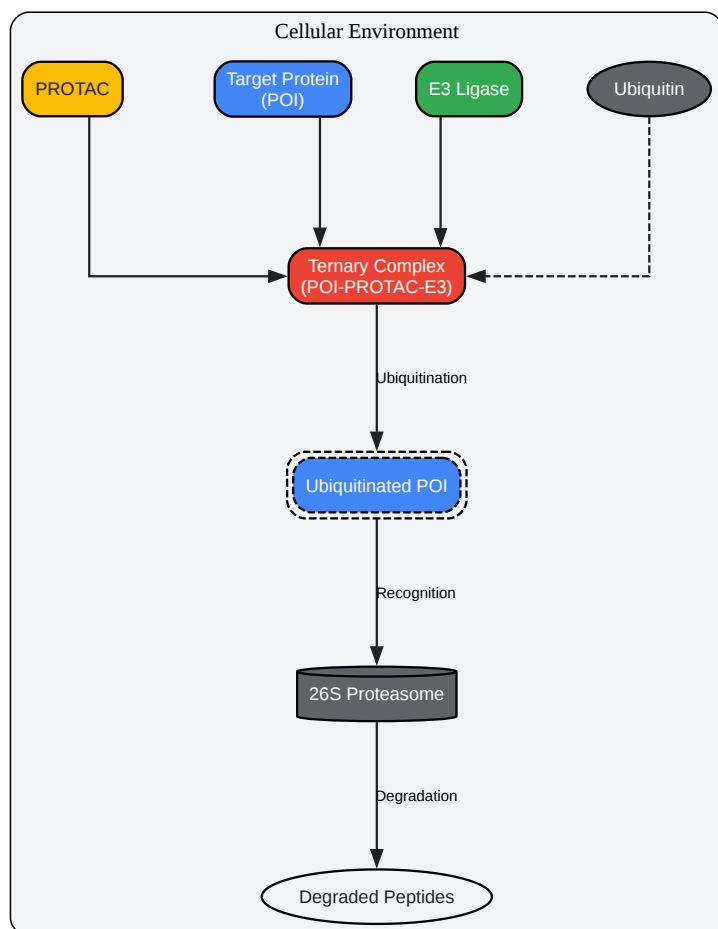 Cellular Environment
PROTAC
Target Protein
(POI)
E3 Ligase
Ubiquitin
Ternary Complex
(POI-PROTAC-E3)
Ubiquitination
Ubiquitinated POI
Recognition
26S Proteasome
Degradation
Degraded Peptides